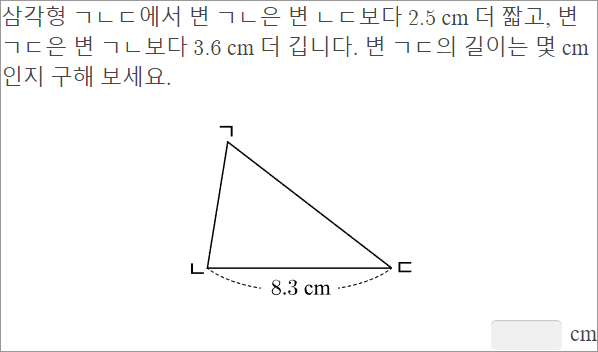 삼각형 ㄱㄴㄷ에서 변 ㄱㄴ은 변 ㄴㄷ보다 2.5 cm 더 짧고, 변
ㄱㄷ은 변 ㄱㄴ보다 3.6 cm 더 깁니다. 변 ㄱㄷ의 길이는 몇 cm
인지 구해 보세요.
ㄱ
ㄴ
ㄷ
8.3 cm
cm